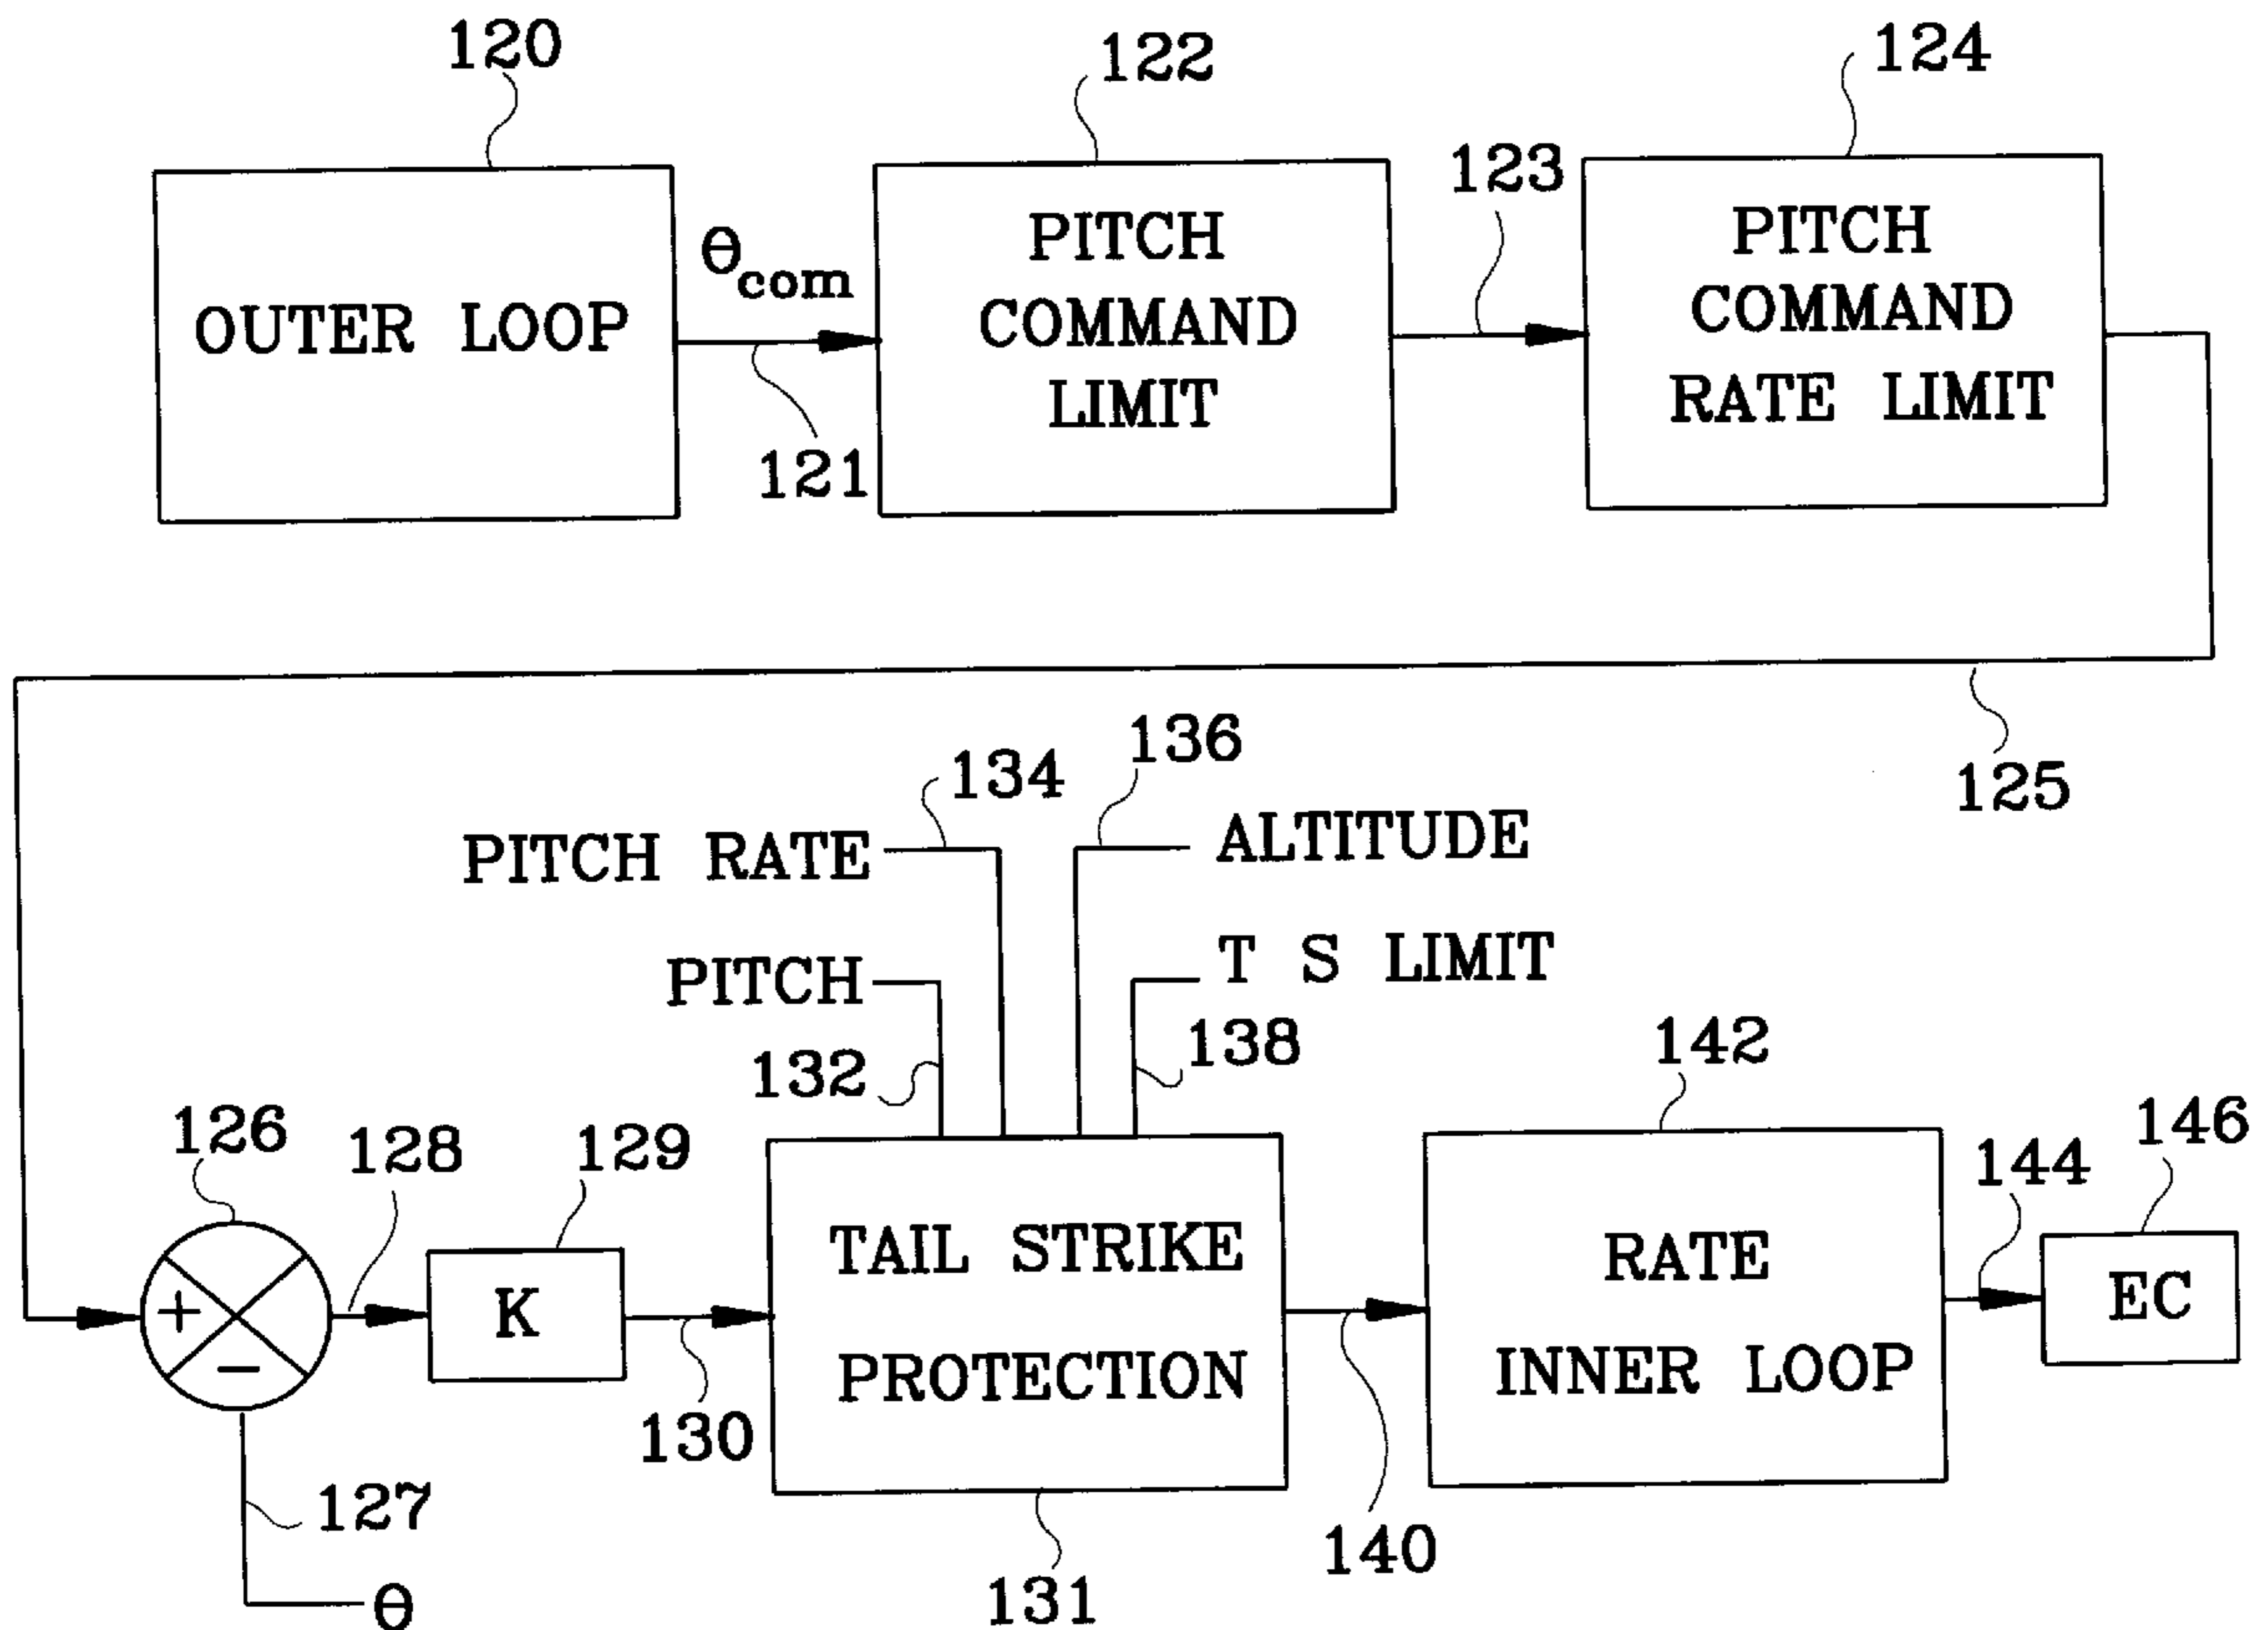 120
122
124
123
OUTER LOOP
θcom
121
PITCH
COMMAND
LIMIT
PITCH
COMMAND
RATE LIMIT
125
134
136
PITCH RATE
ALTITUDE
PITCH
T S LIMIT
132
138
126
128
129
142
144
146
+
−
K
TAIL STRIKE
PROTECTION
RATE
INNER LOOP
EC
130
127
θ
131
140